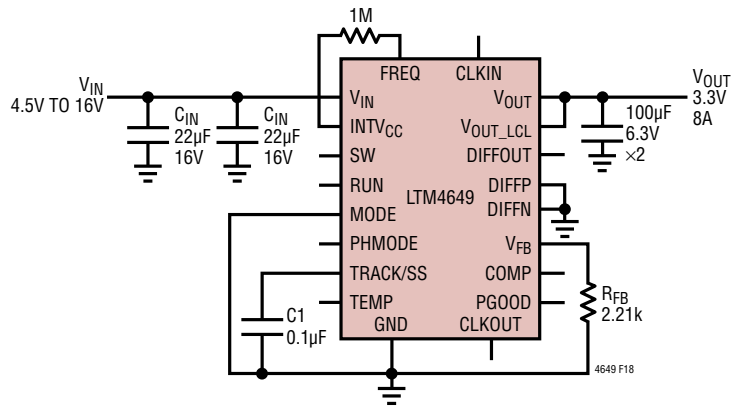 1M
FREQ CLKIN
VIN
4.5V TO 16V
CIN
22µF
16V
CIN
22µF
16V
VIN
INTVCC
SW
RUN
MODE
PHMODE
TRACK/SS
TEMP
GND
LTM4649
VOUT
VOUT_LCL
DIFFOUT
DIFFP
DIFFN
VFB
COMP
PGOOD
CLKOUT
VOUT
3.3V
8A
100µF
6.3V
×2
RFB
2.21k
C1
0.1µF
4649 F18